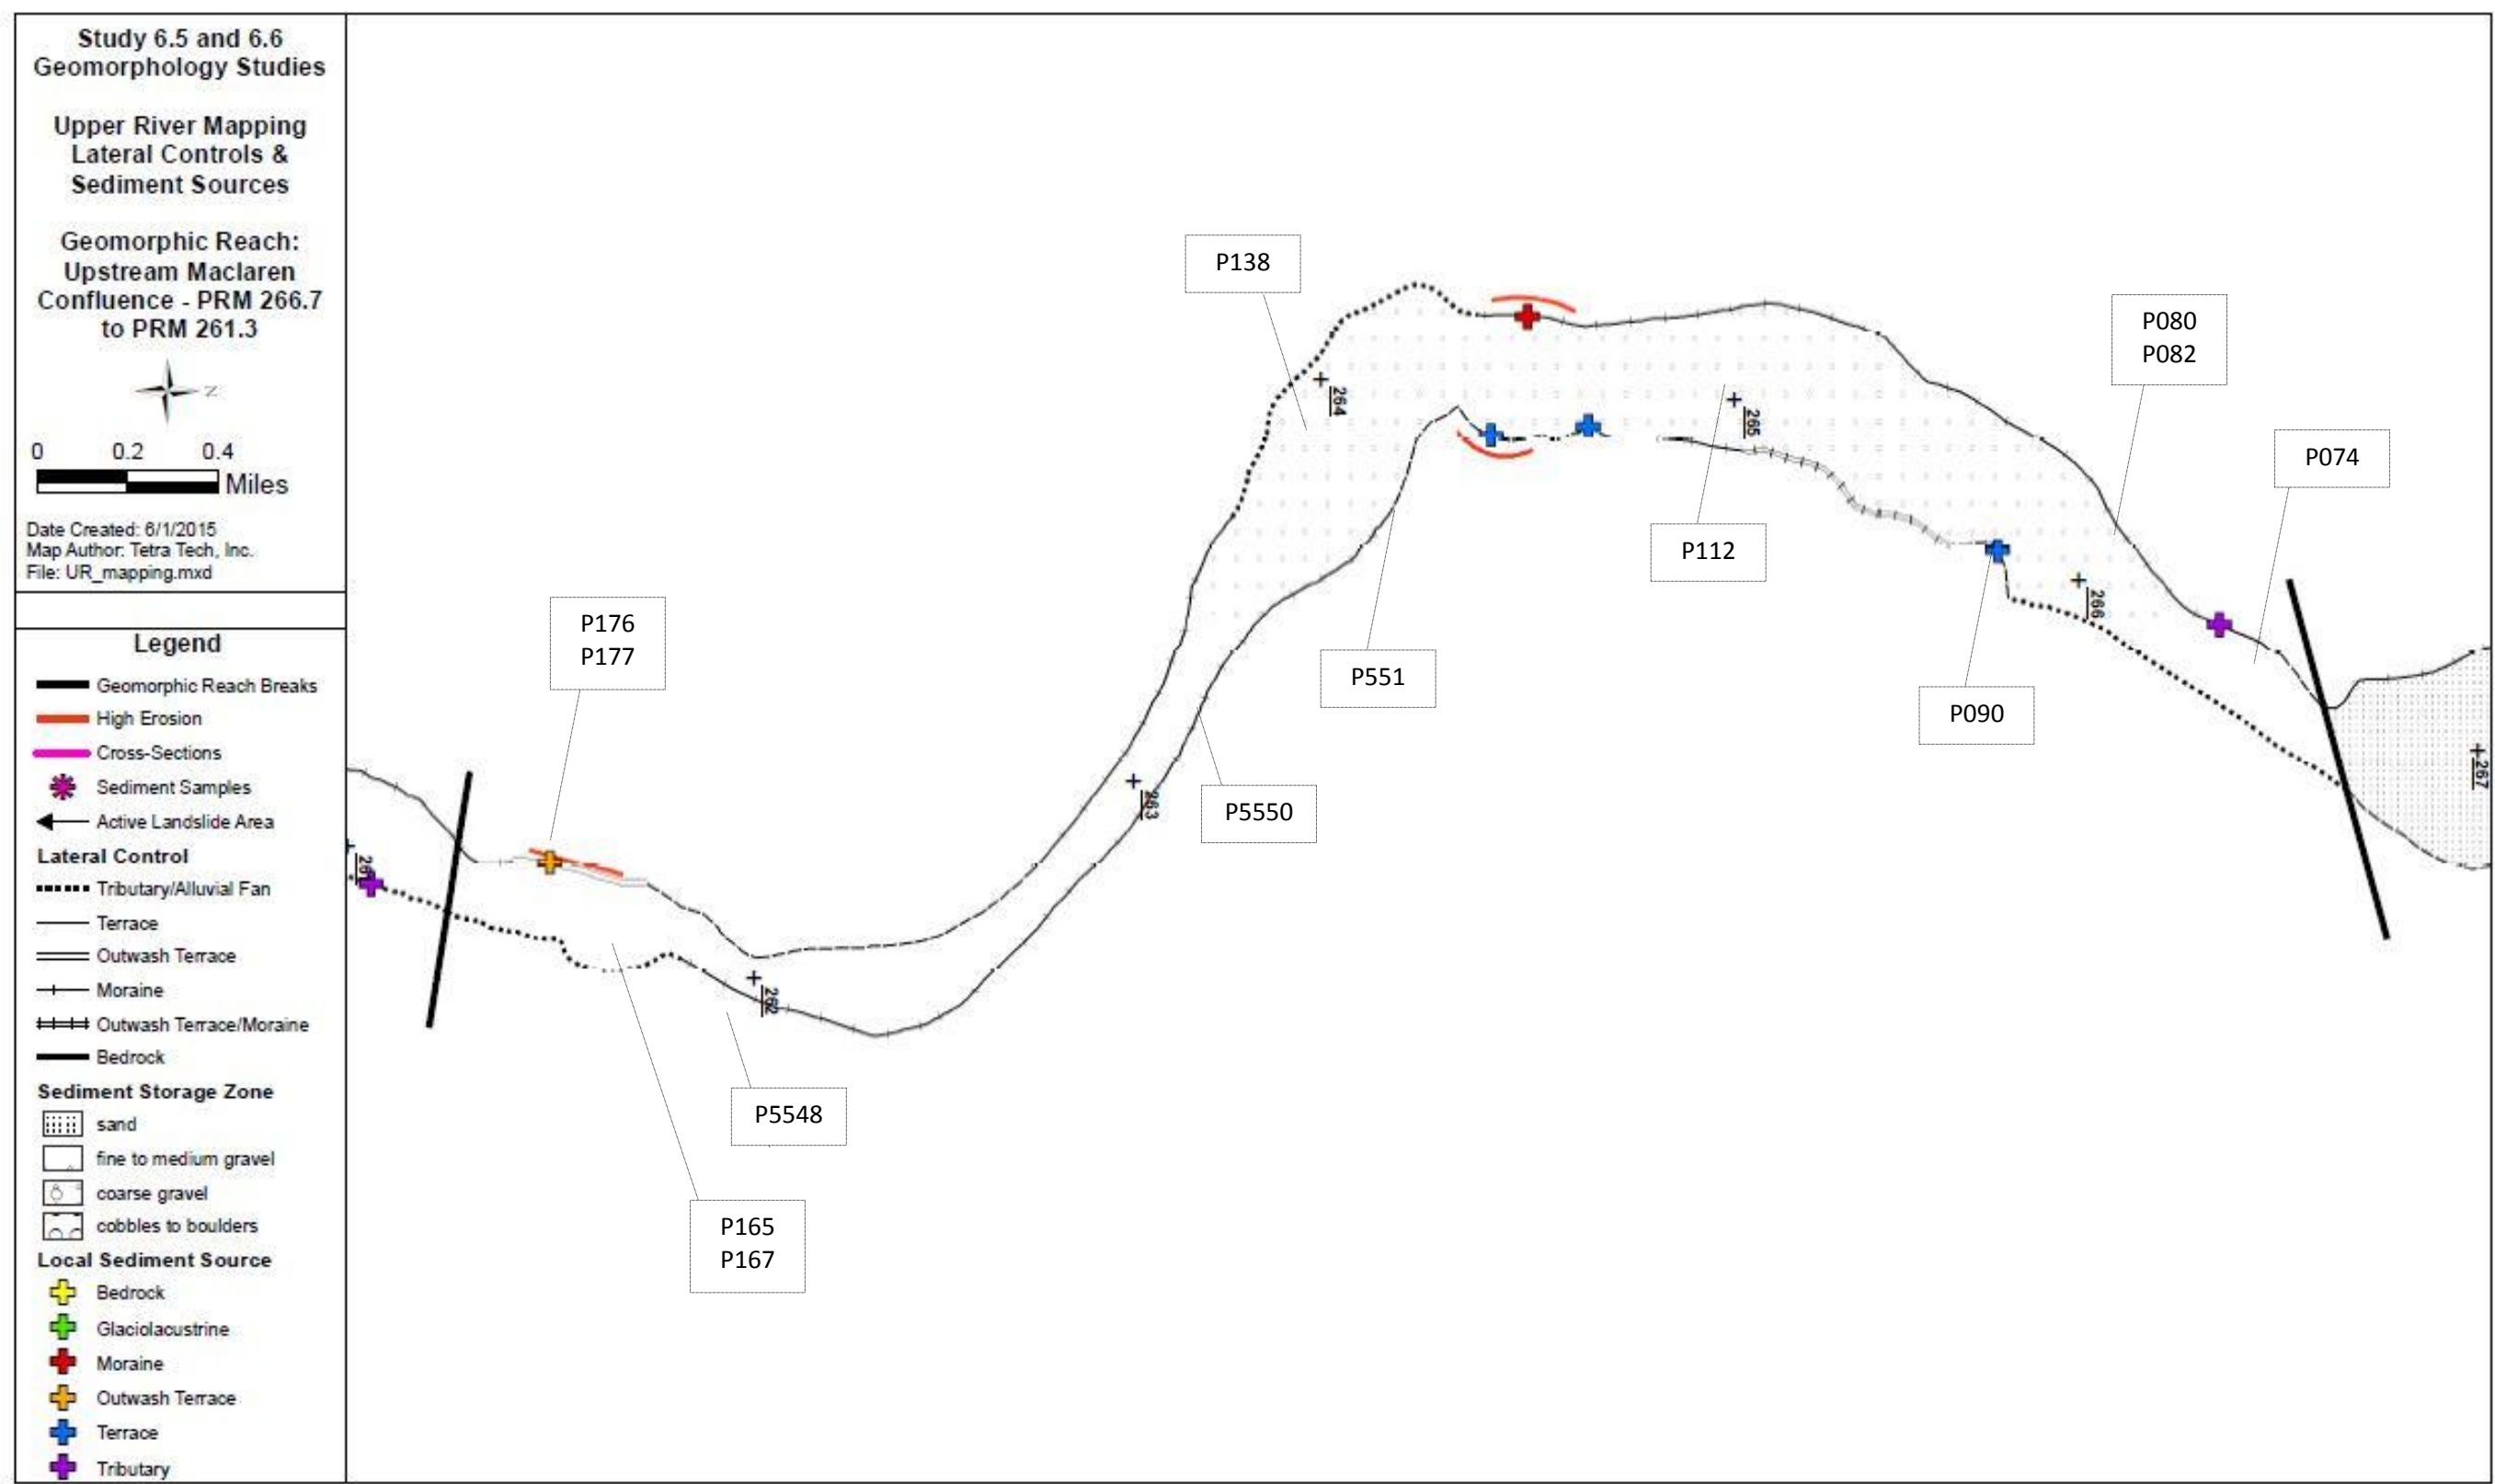 Study 6.5 and 6.6
Geomorphology Studies
Upper River Mapping
Lateral Controls &
Sediment Sources
Geomorphic Reach:
Upstream Maclaren
Confluence - PRM 266.7
to PRM 261.3
N
0 0.2 0.4
Miles
Date Created: 6/1/2015
Map Author: Tetra Tech, Inc.
File: UR_mapping.mxd
Legend
Geomorphic Reach Breaks
High Erosion
Cross-Sections
Sediment Samples
Active Landslide Area
Lateral Control
Tributary/Alluvial Fan
Terrace
Outwash Terrace
Moraine
Outwash Terrace/Moraine
Bedrock
Sediment Storage Zone
sand
fine to medium gravel
coarse gravel
cobbles to boulders
Local Sediment Source
Bedrock
Glaciolacustrine
Moraine
Outwash Terrace
Terrace
Tributary
P138
P080
P082
264
265
P074
P112
266
P176
P177
P551
P090
267
263
P5550
261
262
P5548
P165
P167